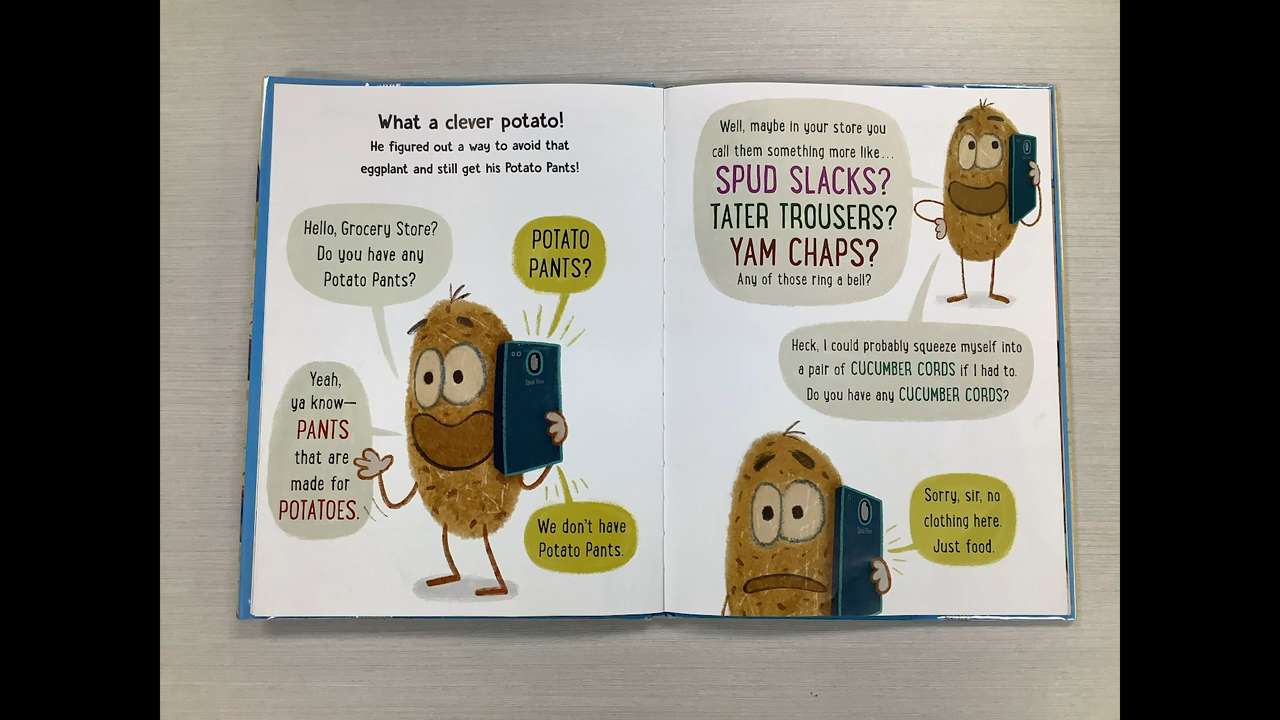 What a clever potato!
He figured out a way to avoid that
eggplant and still get his Potato Pants!
Hello, Grocery Store?
Do you have any
Potato Pants?
POTATO
PANTS?
Yeah,
ya know—
PANTS
that are
made for
POTATOES.
We don't have
Potato Pants.
Well, maybe in your store you
call them something more like...
SPUD SLACKS?
TATER TROUSERS?
YAM CHAPS?
Any of those ring a bell?
Heck, I could probably squeeze myself into
a pair of CUCUMBER CORDS if I had to.
Do you have any CUCUMBER CORDS?
Sorry, sir, no
clothing here.
Just food.